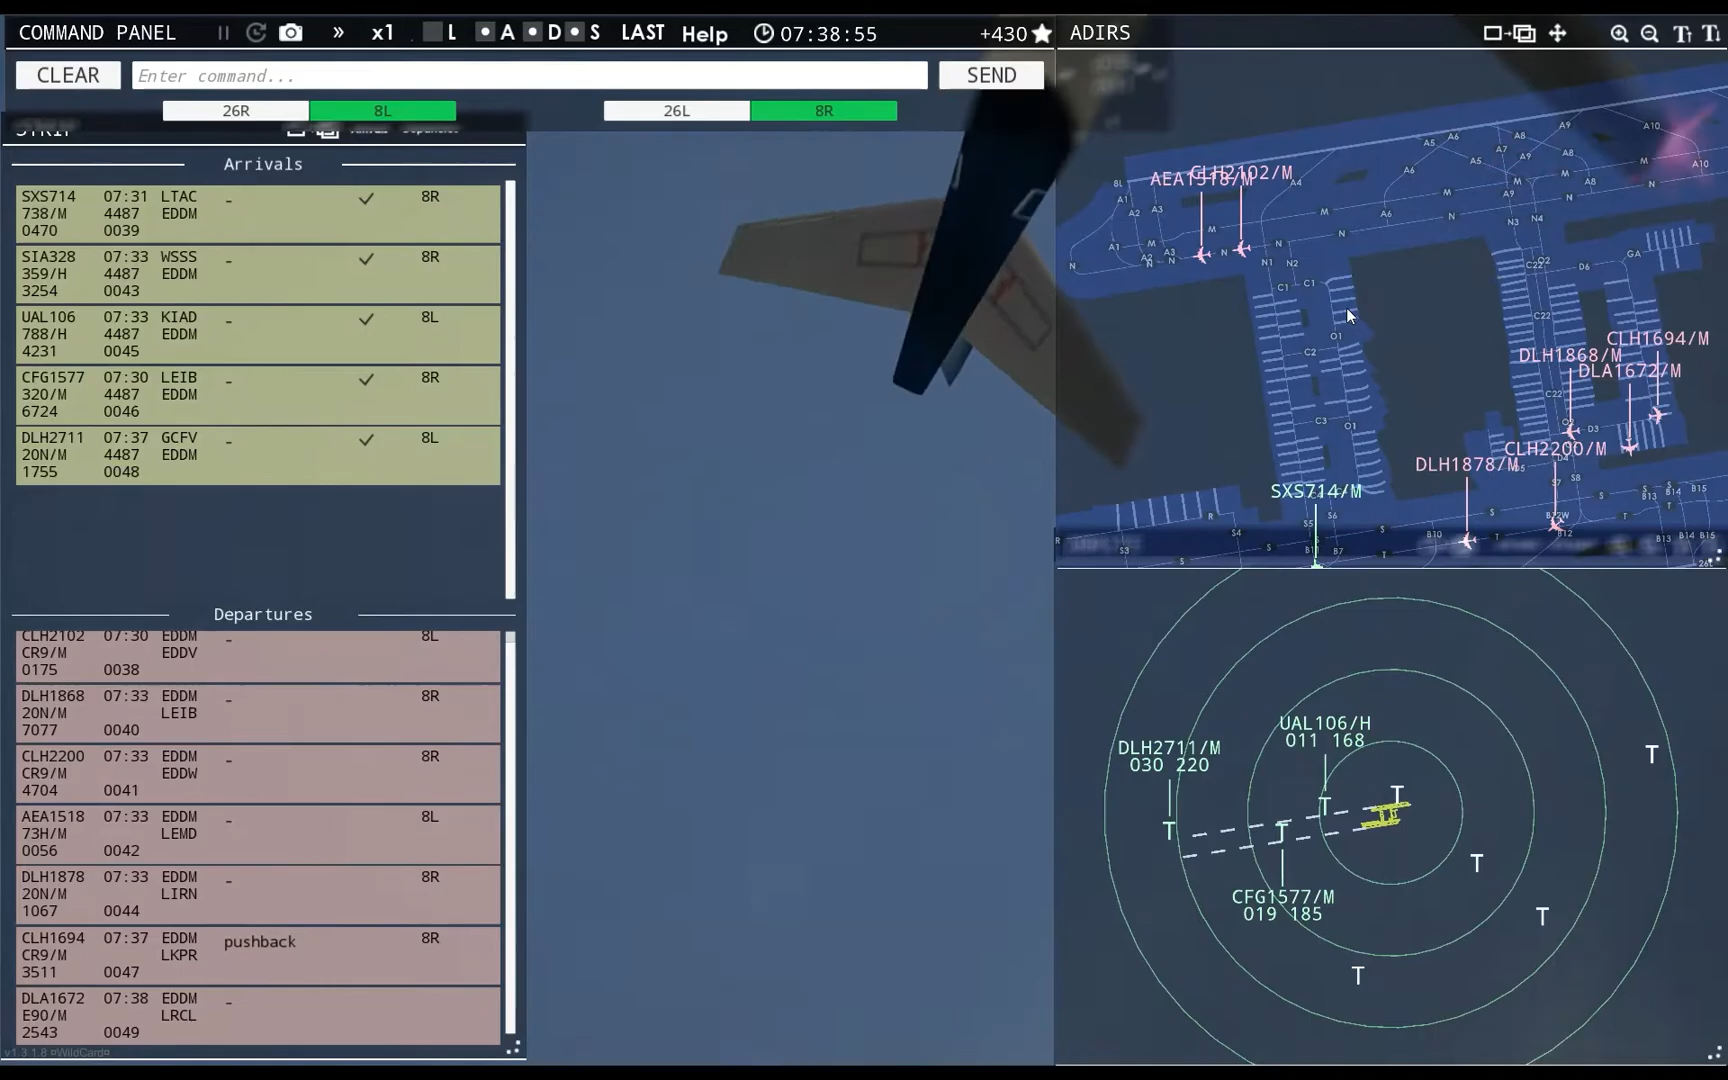 COMMAND PANEL
» x1 L A D S LAST Help 07:38:55 +430
ADIRS
CLEAR
Enter command...
SEND
26R 8L
26L 8R
Arrivals
SXS714 07:31 LTAC - 8R
738/M 4487 EDDM
0470 0039
SIA328 07:33 WSSS - 8R
359/H 4487 EDDM
3254 0043
UAL106 07:33 KIAD - 8L
788/H 4487 EDDM
4231 0045
CFG1577 07:30 LEIB - 8R
320/M 4487 EDDM
6724 0046
DLH2711 07:37 GCFV - 8L
20N/M 4487 EDDM
1755 0048
Departures
CLH2102 07:30 EDDM - 8L
CR9/M EDDV
0175 0038
DLH1868 07:33 EDDM - 8R
20N/M LEIB
7077 0040
CLH2200 07:33 EDDM - 8R
CR9/M EDDW
4704 0041
AEA1518 07:33 EDDM - 8L
73H/M LEMD
0056 0042
DLH1878 07:33 EDDM - 8R
20N/M LIRN
1067 0044
CLH1694 07:37 EDDM pushback 8R
CR9/M LKPR
3511 0047
DLA1672 07:38 EDDM -
E90/M LRCL
2543 0049
v1.3.1.8 ¤WildCard¤
CLH2102/M
AEA1518/M
CLH1694/M
DLH1868/M
DLA1672/M
CLH2200/M
DLH1878/M
SXS714/M
UAL106/H
011 168
DLH2711/M
030 220
CFG1577/M
019 185